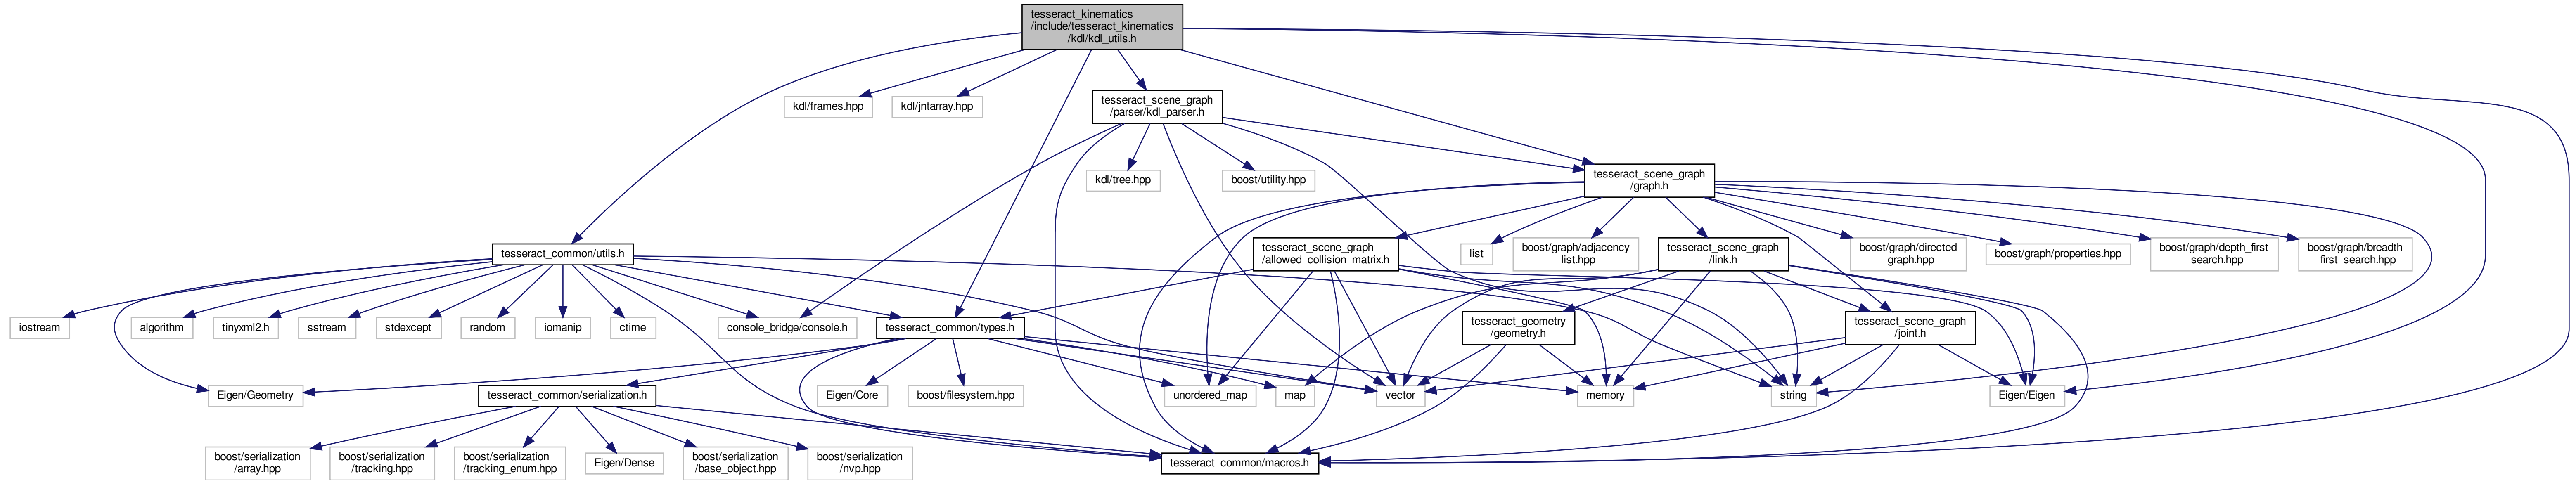 tesseract_kinematics
/include/tesseract_kinematics
/kdl/kdl_utils.h
kdl/frames.hpp
kdl/jntarray.hpp
tesseract_scene_graph
/parser/kdl_parser.h
kdl/tree.hpp
boost/utility.hpp
tesseract_scene_graph
/graph.h
tesseract_common/utils.h
tesseract_scene_graph
/allowed_collision_matrix.h
list
boost/graph/adjacency
_list.hpp
tesseract_scene_graph
/link.h
boost/graph/directed
_graph.hpp
boost/graph/properties.hpp
boost/graph/depth_first
_search.hpp
boost/graph/breadth
_first_search.hpp
iostream
algorithm
tinyxml2.h
sstream
stdexcept
random
iomanip
ctime
console_bridge/console.h
tesseract_common/types.h
tesseract_geometry
/geometry.h
tesseract_scene_graph
/joint.h
Eigen/Geometry
tesseract_common/serialization.h
Eigen/Core
boost/filesystem.hpp
unordered_map
map
vector
memory
string
Eigen/Eigen
boost/serialization
/array.hpp
boost/serialization
/tracking.hpp
boost/serialization
/tracking_enum.hpp
Eigen/Dense
boost/serialization
/base_object.hpp
boost/serialization
/nvp.hpp
tesseract_common/macros.h